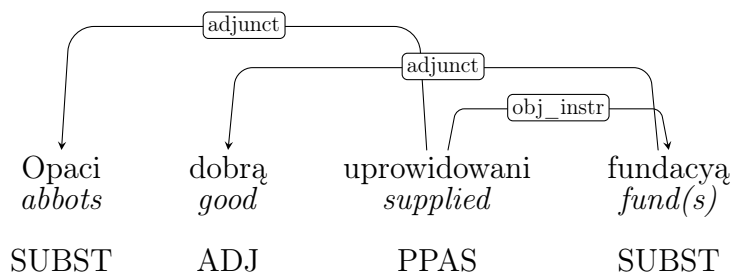 adjunct
adjunct
obj_instr
Opaci dobrą uprowidowani fundacyą
abbots good supplied fund(s)
SUBST ADJ PPAS SUBST